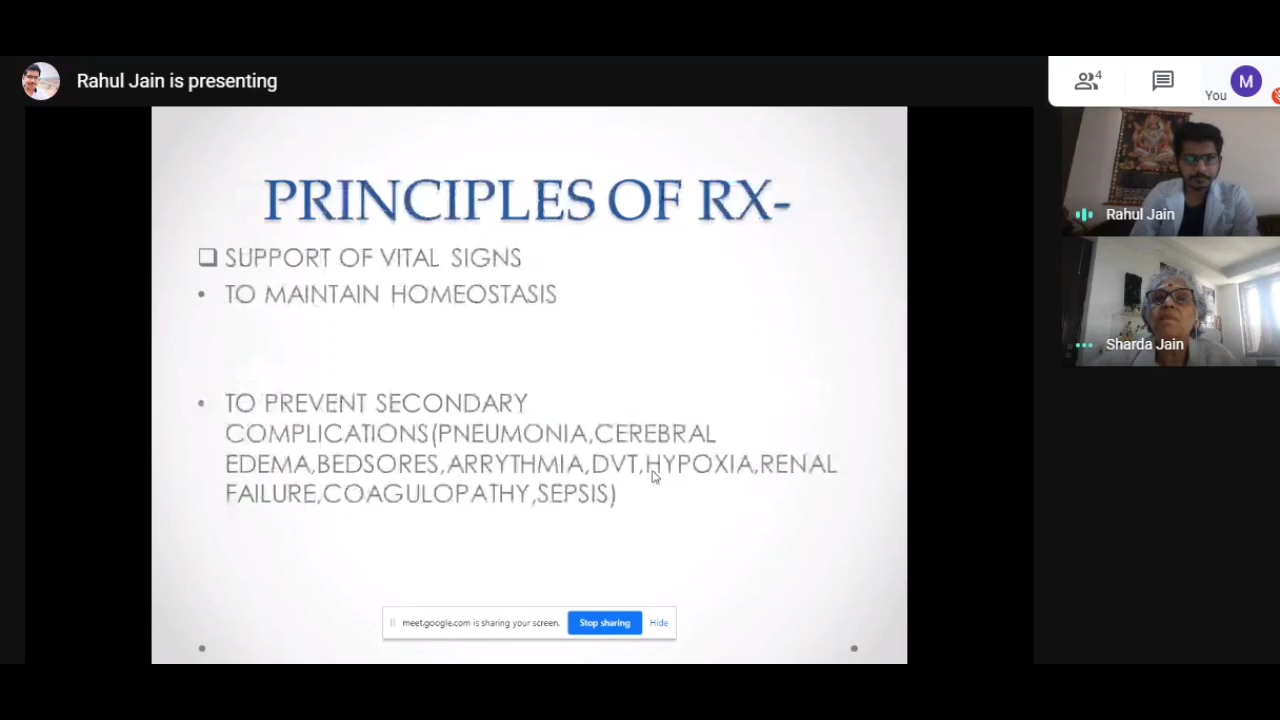 Rahul Jain is presenting
4
You
M
PRINCIPLES OF RX-
SUPPORT OF VITAL SIGNS
• TO MAINTAIN HOMEOSTASIS
• TO PREVENT SECONDARY
COMPLICATIONS(PNEUMONIA,CEREBRAL
EDEMA,BEDSORES,ARRYTHMIA,DVT,HYPOXIA,RENAL
FAILURE,COAGULOPATHY,SEPSIS)
meet.google.com is sharing your screen.
Stop sharing
Hide
Rahul Jain
Sharda Jain